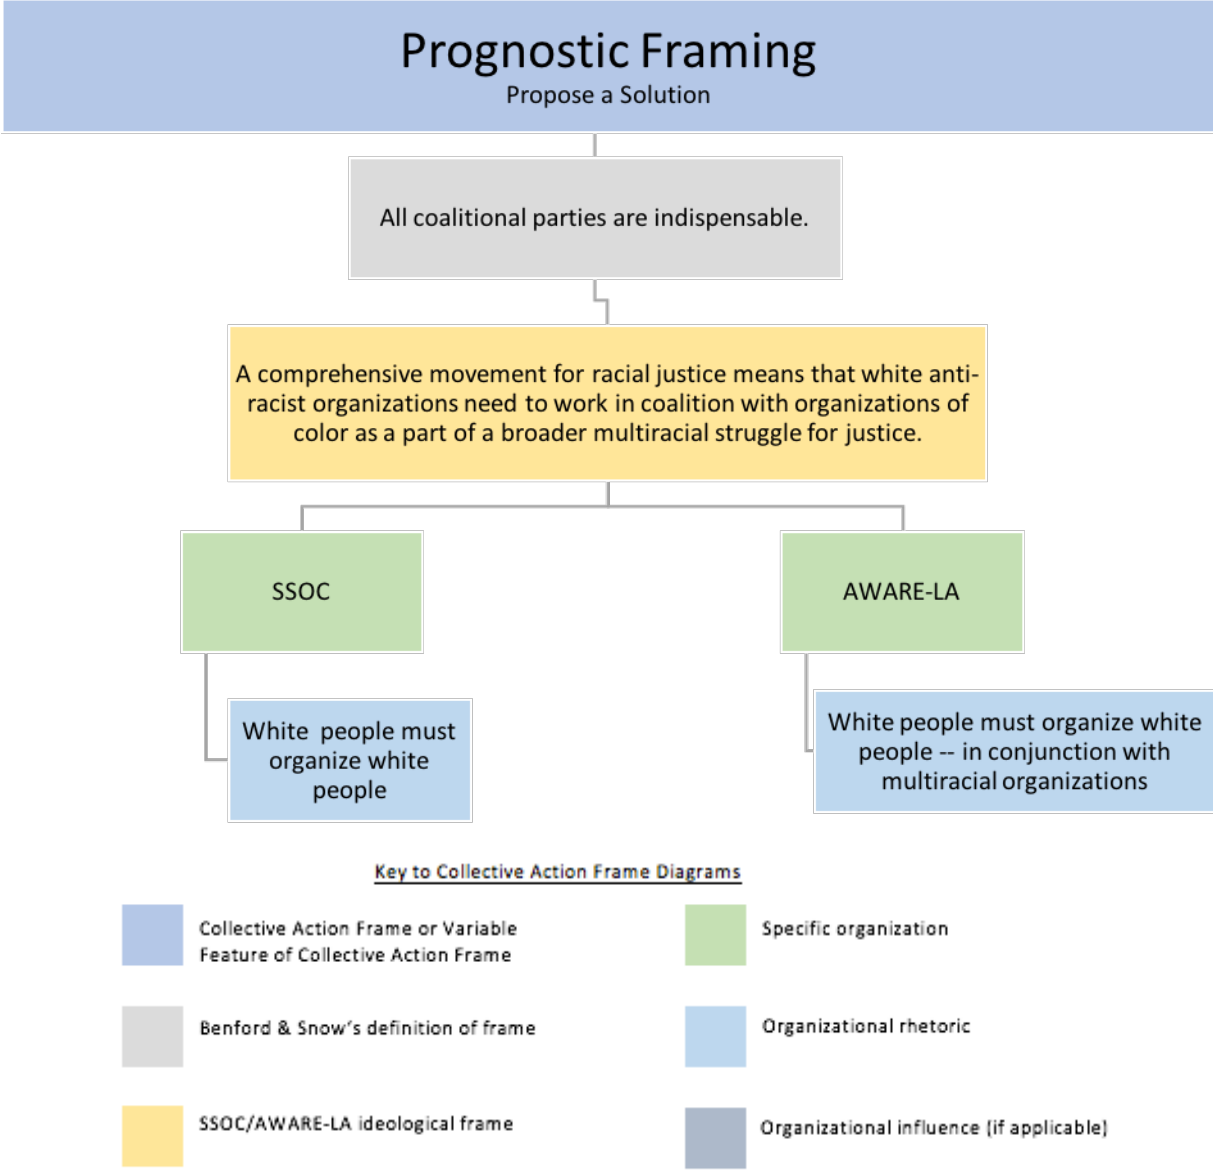 Prognostic Framing
Propose a Solution
All coalitional parties are indispensable.
A comprehensive movement for racial justice means that white anti-
racist organizations need to work in coalition with organizations of
color as a part of a broader multiracial struggle for justice.
SSOC
AWARE-LA
White people must
organize white
people
White people must organize white
people -- in conjunction with
multiracial organizations
Key to Collective Action Frame Diagrams
Collective Action Frame or Variable
Feature of Collective Action Frame
Specific organization
Benford & Snow's definition of frame
Organizational rhetoric
SSOC/AWARE-LA ideological frame
Organizational influence (if applicable)